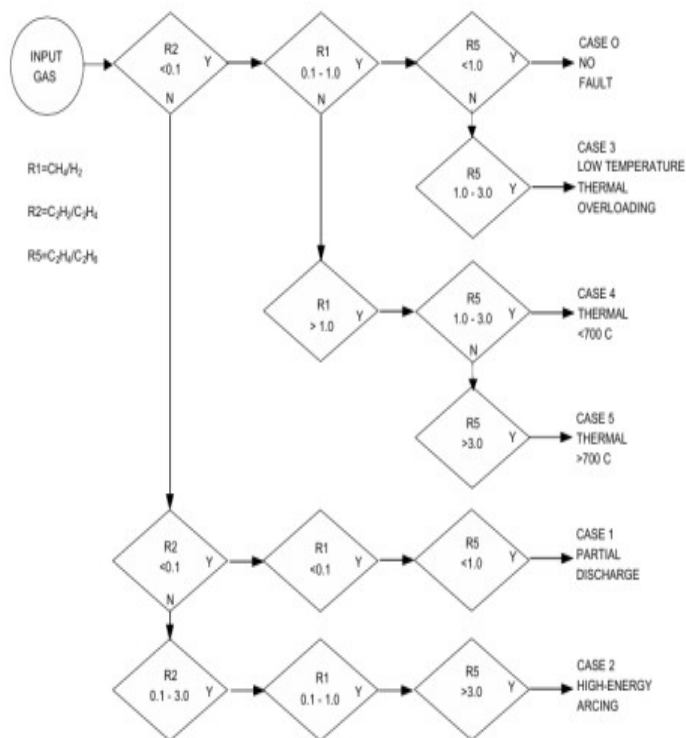 INPUT
GAS
R2
<0.1
Y
N
R1
0.1 - 1.0
Y
N
R5
<1.0
Y
N
CASE O
NO
FAULT
R5
1.0 - 3.0
Y
CASE 3
LOW TEMPERATURE
THERMAL
OVERLOADING
R1=CH₄/H₂
R2=C₂H₂/C₂H₄
R5=C₂H₄/C₂H₆
R1
> 1.0
Y
R5
1.0 - 3.0
Y
N
CASE 4
THERMAL
<700 C
R5
>3.0
Y
CASE 5
THERMAL
>700 C
R2
<0.1
Y
N
R1
<0.1
Y
R5
<1.0
Y
CASE 1
PARTIAL
DISCHARGE
R2
0.1 - 3.0
Y
R1
0.1 - 1.0
Y
R5
>3.0
Y
CASE 2
HIGH-ENERGY
ARCING